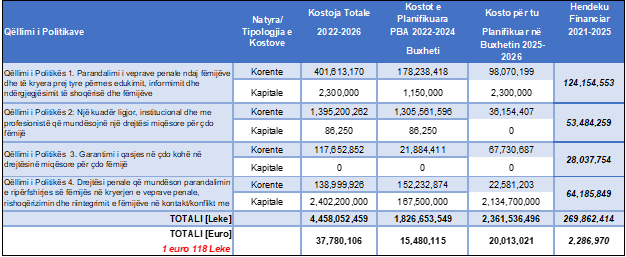 Qëllimi i Politikave
Natyra/
Tipologjia e
Kostove
Kostoja Totale
2022-2026
Kostot e
Planifikuara
PBA 2022-2024
Buxheti
Kosto për tu
Planifikuar në
Buxhetin 2025-
2026
Hendeku
Financiar
2021-2025
Qëllimi i Politikës 1. Parandalimi i veprave penale ndaj fëmijëve
dhe të kryera prej tyre përmes edukimit, informimit dhe
ndërgjegjësimit të shoqërisë dhe fëmijëve
Korente 401,613,170 178,238,418 98,070,199
Kapitale 2,300,000 1,150,000 2,300,000
124,154,553
Qëllimi i Politikës 2: Një kuadër ligjor, institucional dhe me
profesionistë që mundësojnë një drejtësi miqësore për çdo
fëmijë
Korente 1,395,200,262 1,305,561,596 36,154,407
Kapitale 86,250 86,250 0
53,484,259
Qëllimi i Politikës 3. Garantimi i qasjes në çdo kohë në
drejtësinë miqësore për çdo fëmijë
Korente 117,652,852 21,884,411 67,730,687
Kapitale 0 0 0
28,037,754
Qëllimi i Politikës 4. Drejtësi penale që mundëson parandalimin
e ripërfshirjes së fëmijës në kryerjen e veprave penale,
rishoqërizimin dhe riintegrimit e fëmijëve në kontakt/konflikt me
Korente 138,999,926 152,232,874 22,581,203
Kapitale 2,402,200,000 167,500,000 2,134,700,000
64,185,849
TOTALI [Leke] 4,458,052,459 1,826,653,549 2,361,536,496 269,862,414
TOTALI [Euro]
1 euro 118 Leke
37,780,106 15,480,115 20,013,021 2,286,970